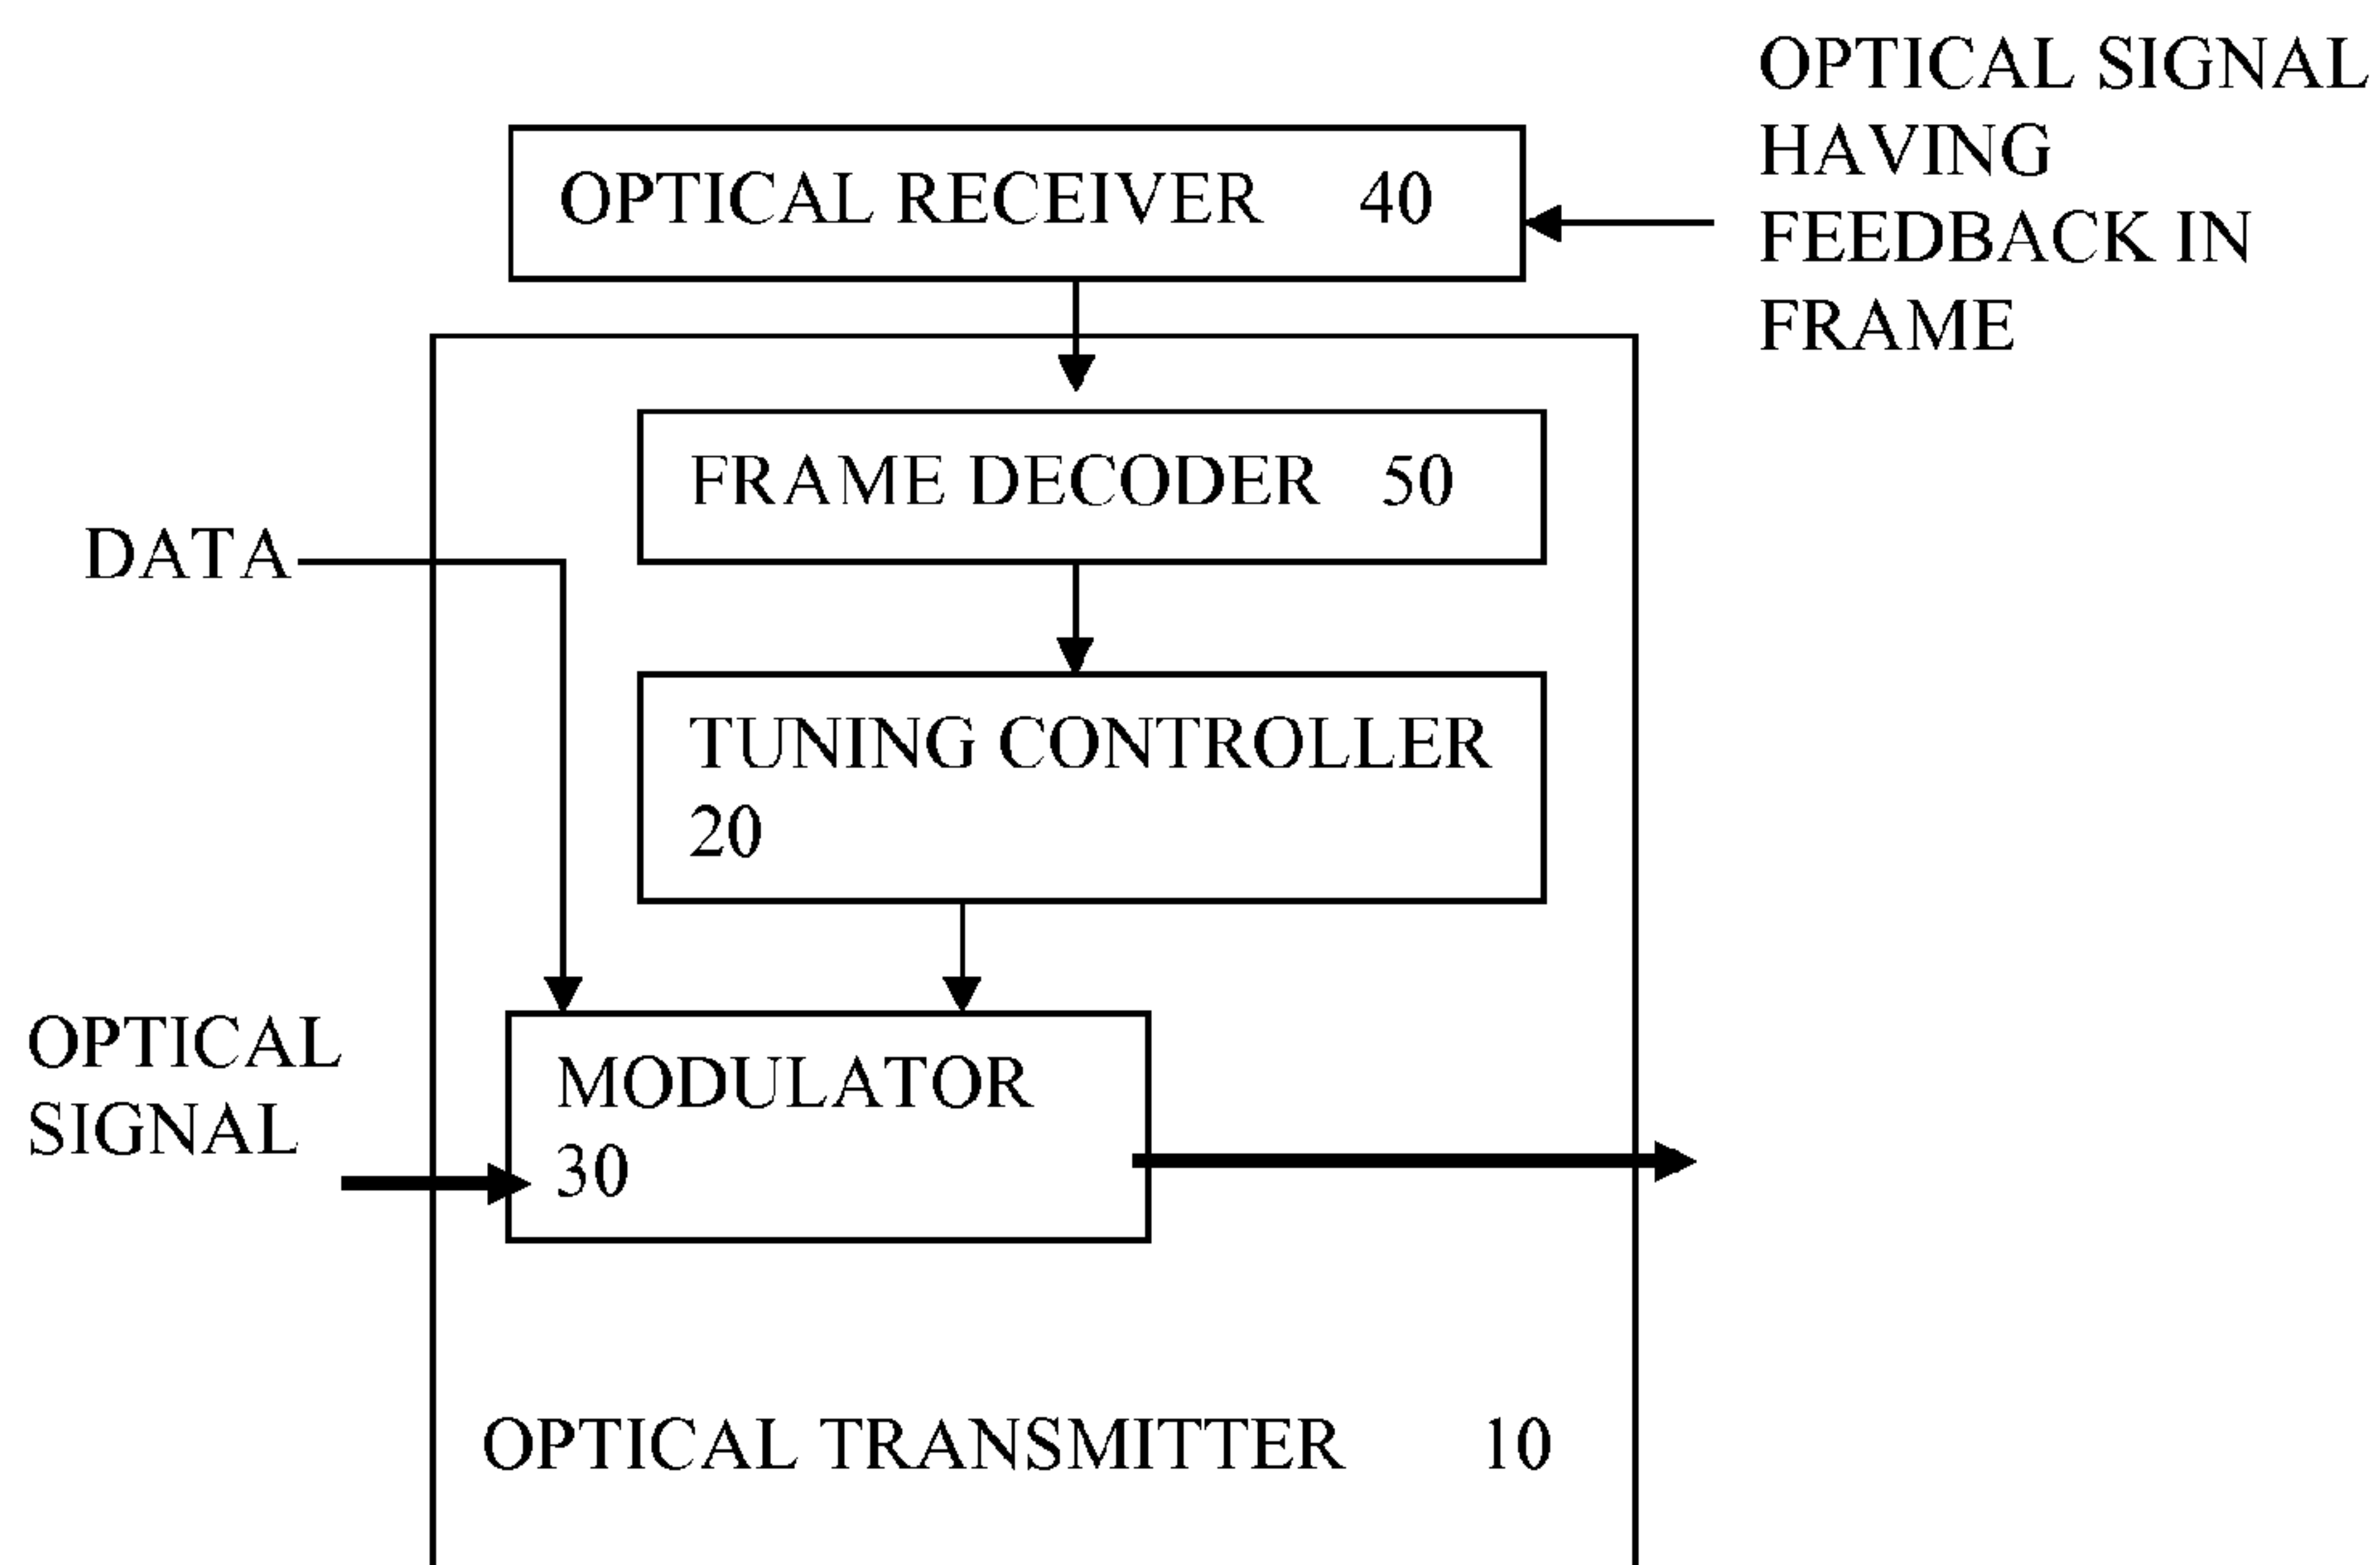 OPTICAL SIGNAL
HAVING
FEEDBACK IN
FRAME
OPTICAL RECEIVER 40
FRAME DECODER 50
DATA
TUNING CONTROLLER
20
OPTICAL
SIGNAL
MODULATOR
30
OPTICAL TRANSMITTER 10